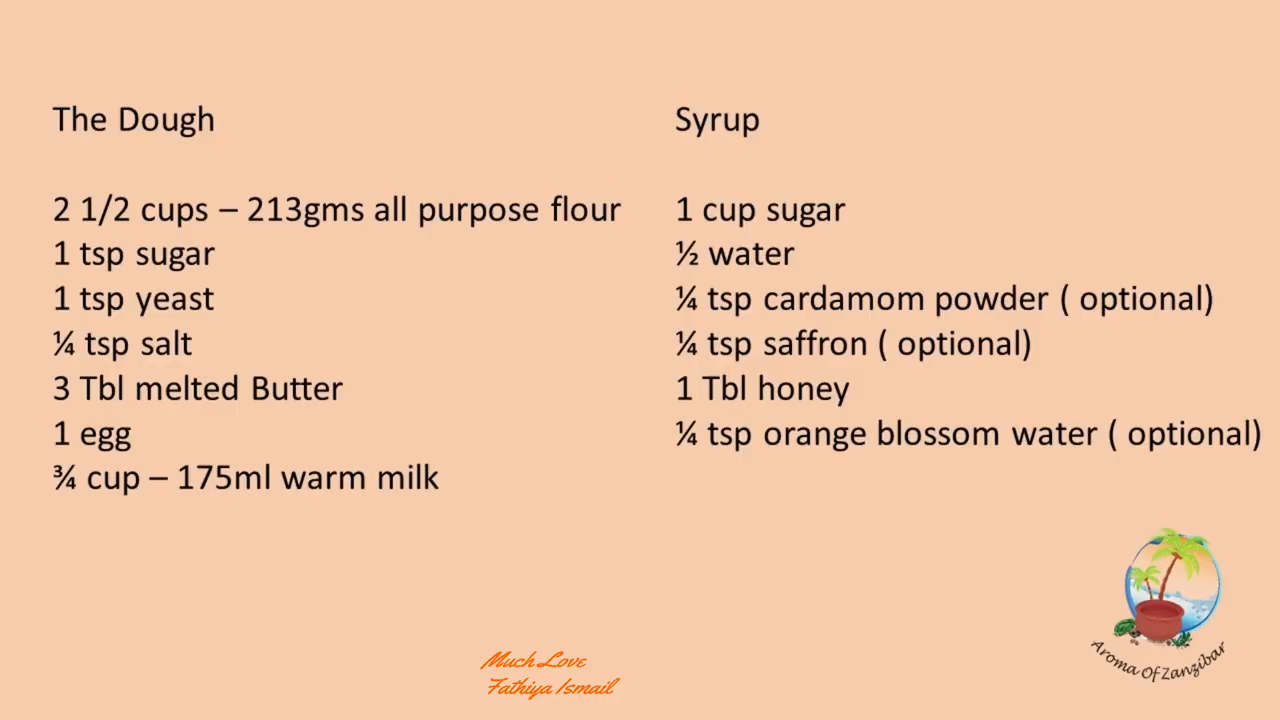 The Dough
2 1/2 cups – 213gms all purpose flour
1 tsp sugar
1 tsp yeast
¼ tsp salt
3 Tbl melted Butter
1 egg
¾ cup – 175ml warm milk
Syrup
1 cup sugar
½ water
¼ tsp cardamom powder ( optional)
¼ tsp saffron ( optional)
1 Tbl honey
¼ tsp orange blossom water ( optional)
Much Love
Fathiya Ismail
Aroma Of Zanzibar